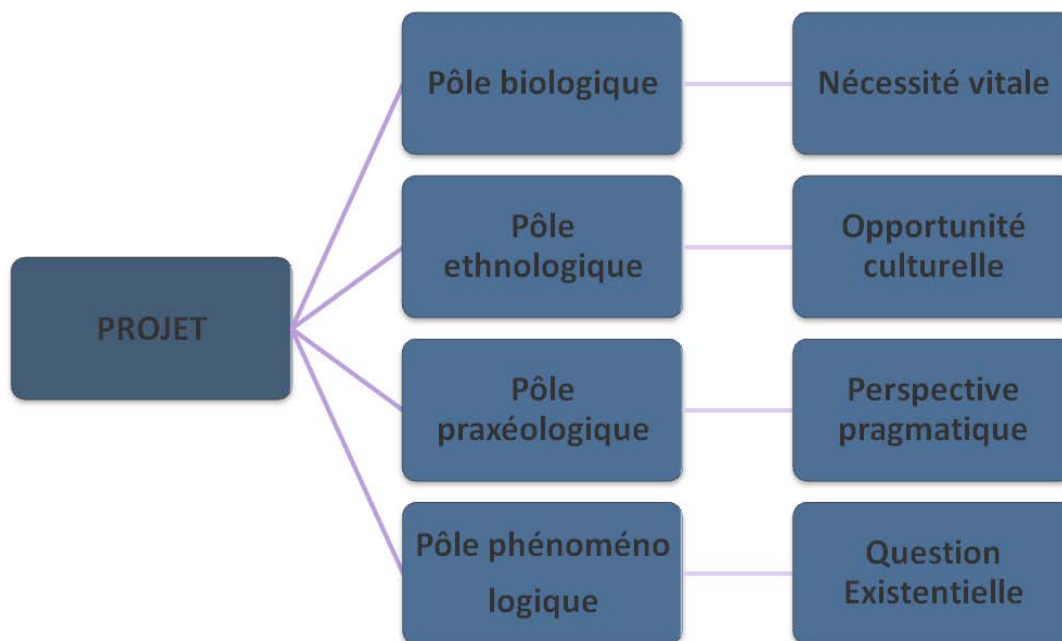 PROJET
Pôle biologique
Nécessité vitale
Pôle
ethnologique
Opportunité
culturelle
Pôle
praxéologique
Perspective
pragmatique
Pôle phénoméno
logique
Question
Existentielle